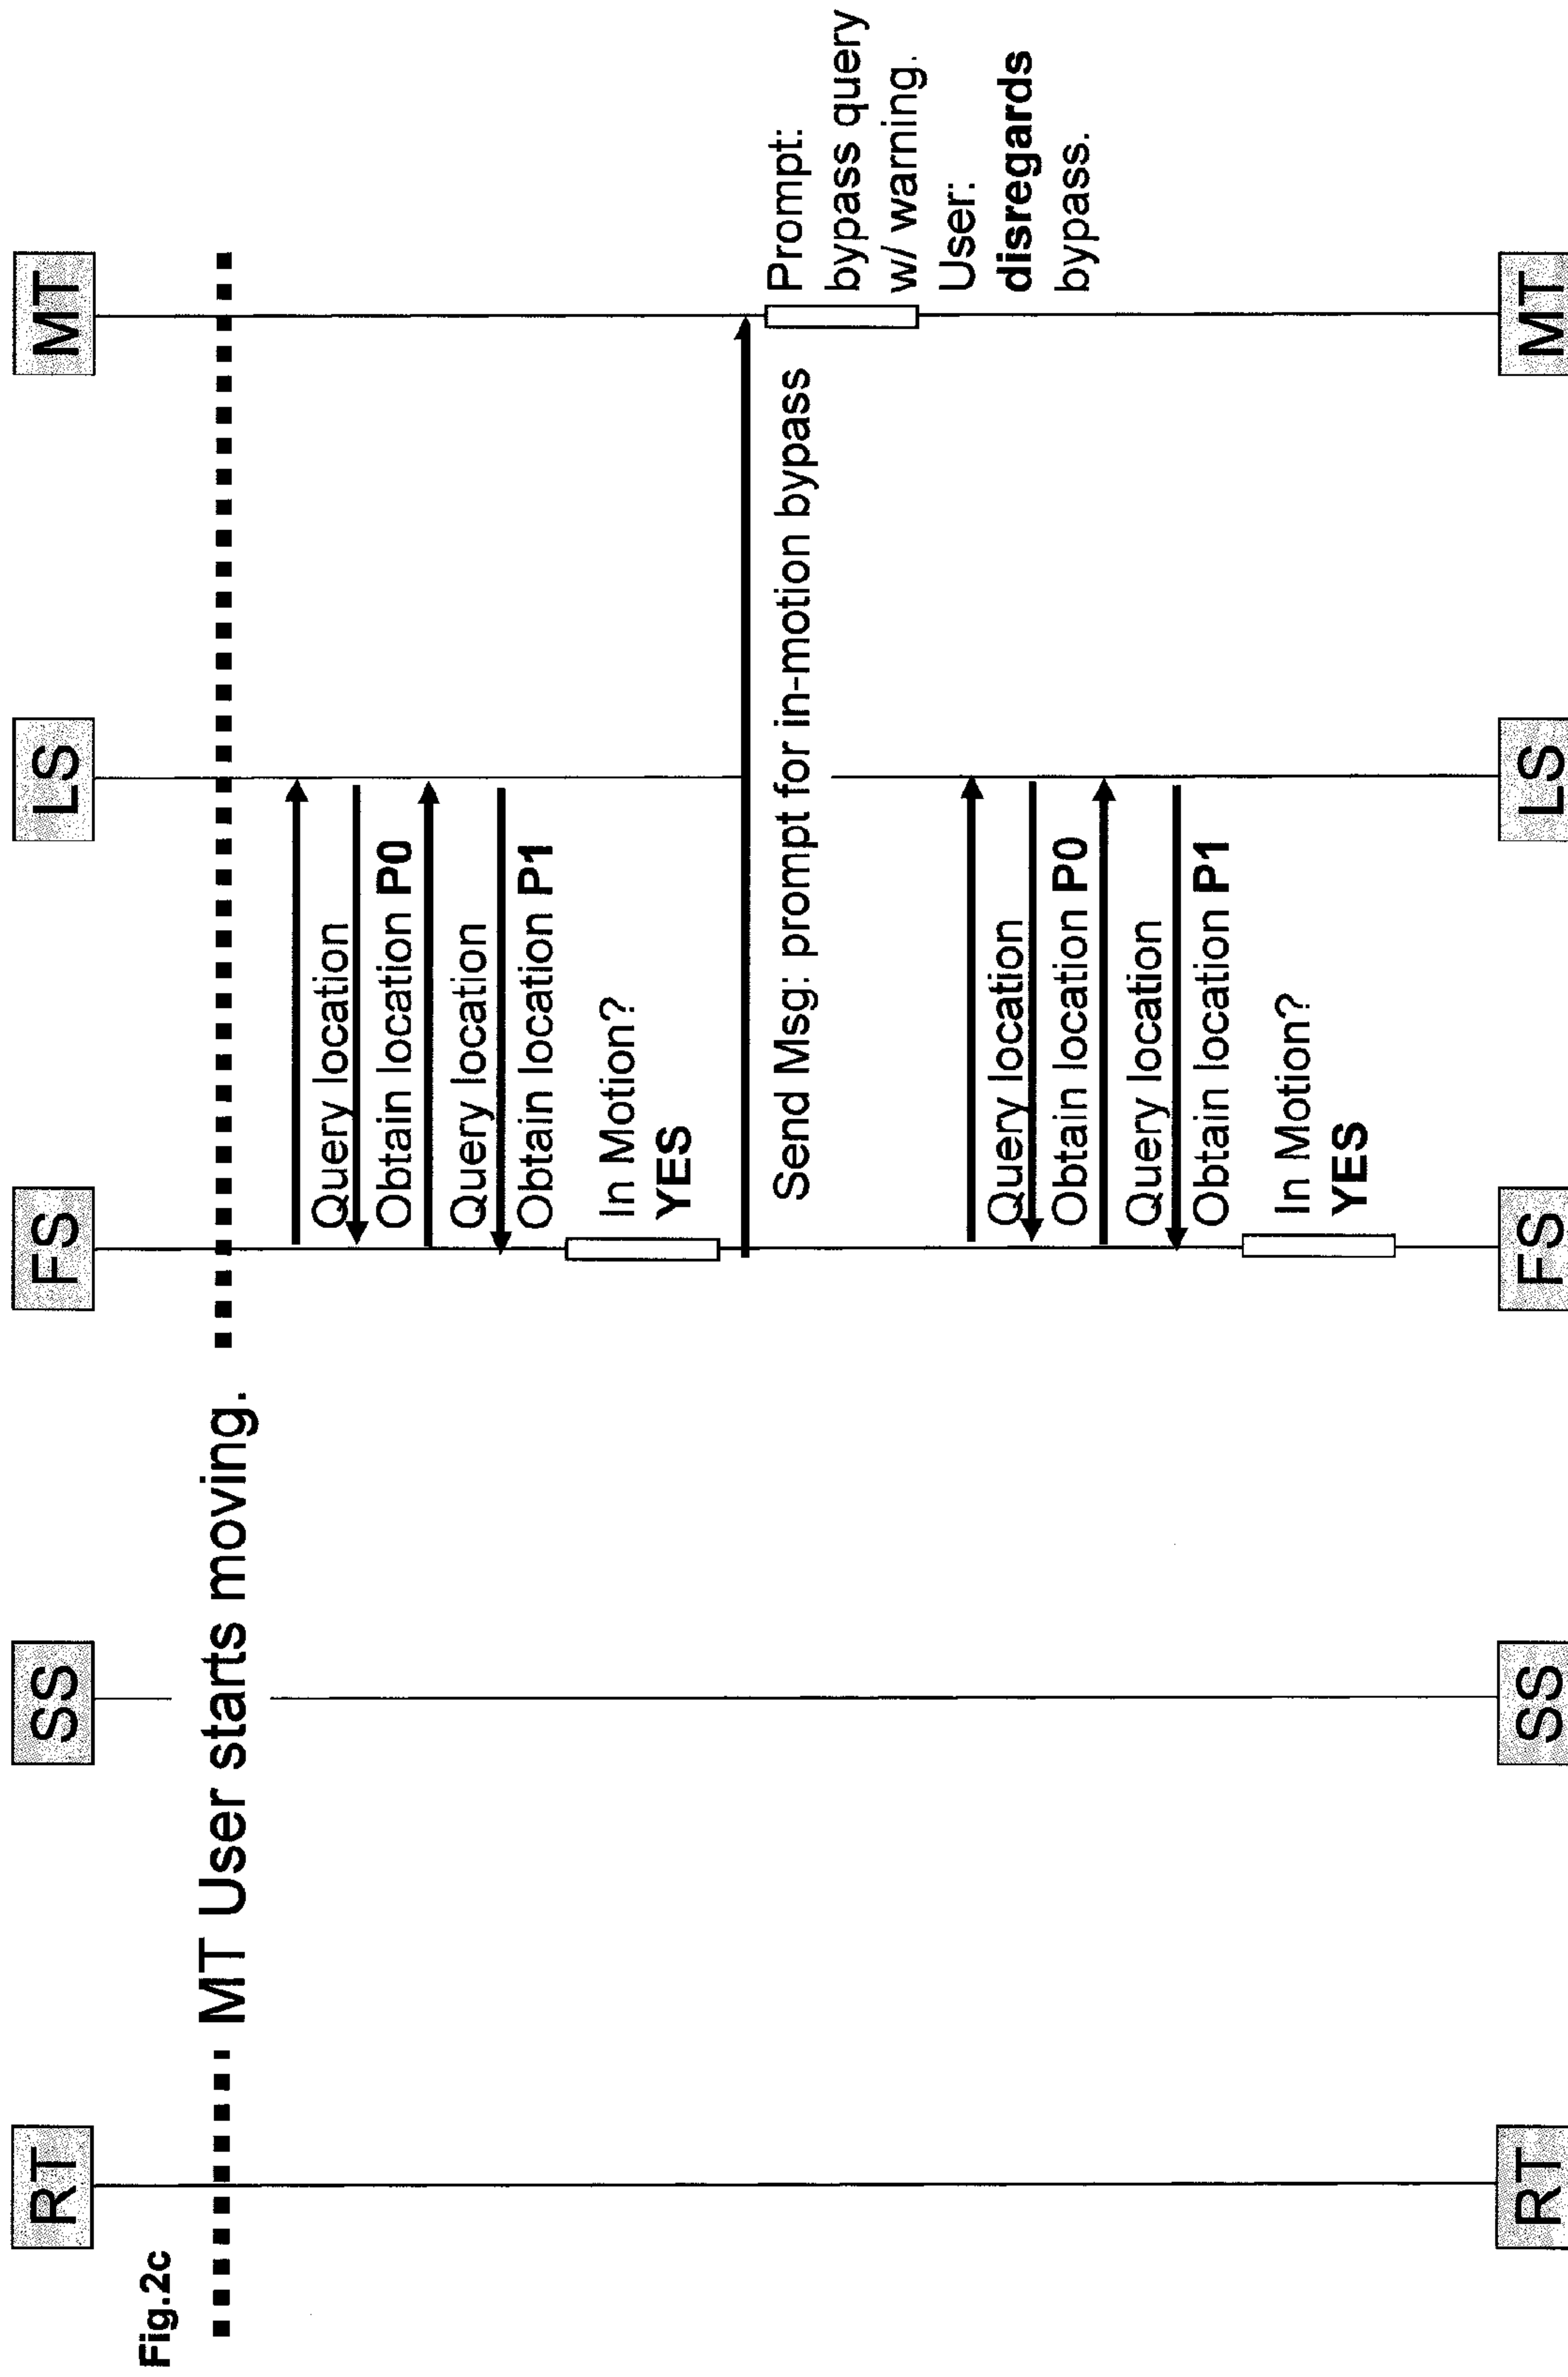 Fig.2c
RT
SS
FS
LS
MT
MT User starts moving.
Query location
Obtain location P0
Query location
Obtain location P1
In Motion?
YES
Send Msg: prompt for in-motion bypass
Prompt:
bypass query
w/ warning.
User:
disregards
bypass.
Query location
Obtain location P0
Query location
Obtain location P1
In Motion?
YES
RT
SS
FS
LS
MT